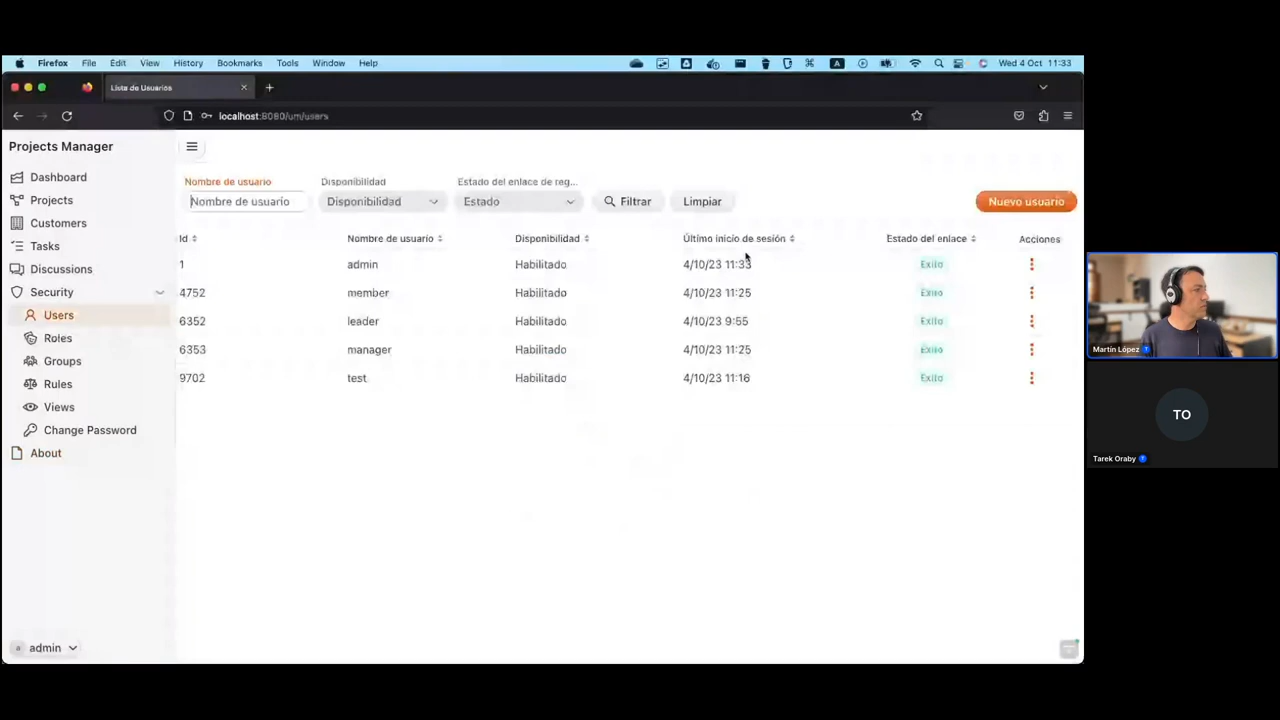 Firefox File Edit View History Bookmarks Tools Window Help A Wed 4 Oct 11:33
Lista de Usuarios
localhost:8080/um/users
Projects Manager
Dashboard
Projects
Customers
Tasks
Discussions
Security
Users
Roles
Groups
Rules
Views
Change Password
About
a admin
Nombre de usuario Disponibilidad Estado del enlace de reg...
Nombre de usuario Disponibilidad Estado Filtrar Limpiar Nuevo usuario
Id Nombre de usuario Disponibilidad Último inicio de sesión Estado del enlace Acciones
1 admin Habilitado 4/10/23 11:33 Exito
4752 member Habilitado 4/10/23 11:25 Exito
6352 leader Habilitado 4/10/23 9:55 Exito
6353 manager Habilitado 4/10/23 11:25 Exito
9702 test Habilitado 4/10/23 11:16 Exito
Martín López
TO
Tarek Oraby